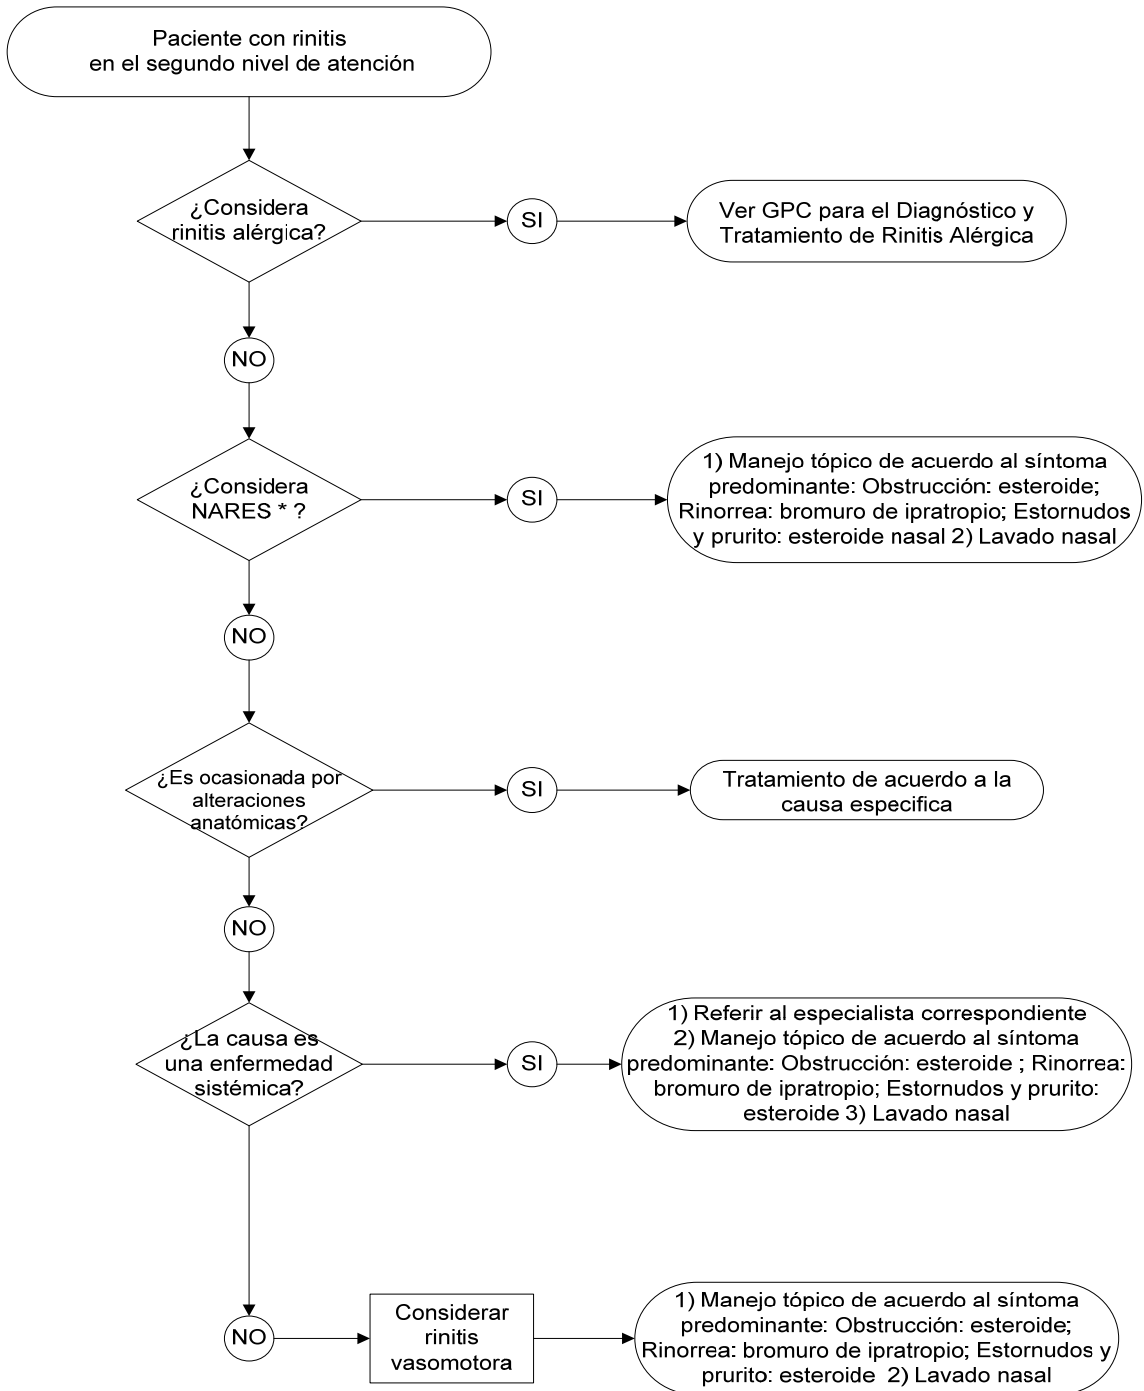 Paciente con rinitis
en el segundo nivel de atención
¿Considera
rinitis alérgica?
SI
Ver GPC para el Diagnóstico y
Tratamiento de Rinitis Alérgica
NO
¿Considera
NARES * ?
SI
1) Manejo tópico de acuerdo al síntoma
predominante: Obstrucción: esteroide;
Rinorrea: bromuro de ipratropio; Estornudos
y prurito: esteroide nasal 2) Lavado nasal
NO
¿Es ocasionada por
alteraciones
anatómicas?
SI
Tratamiento de acuerdo a la
causa especifica
NO
¿La causa es
una enfermedad
sistémica?
SI
1) Referir al especialista correspondiente
2) Manejo tópico de acuerdo al síntoma
predominante: Obstrucción: esteroide ; Rinorrea:
bromuro de ipratropio; Estornudos y prurito:
esteroide 3) Lavado nasal
NO
Considerar
rinitis
vasomotora
1) Manejo tópico de acuerdo al síntoma
predominante: Obstrucción: esteroide;
Rinorrea: bromuro de ipratropio; Estornudos y
prurito: esteroide 2) Lavado nasal